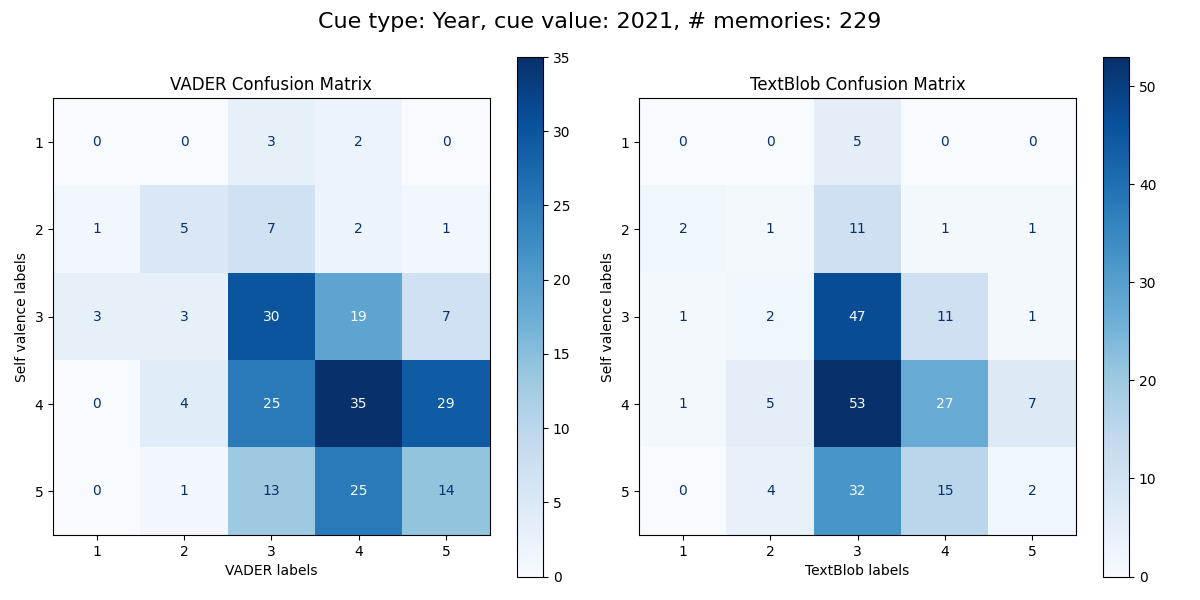 Cue type: Year, cue value: 2021, # memories: 229
VADER Confusion Matrix
Self valence labels
1 0 0 3 2 0
2 1 5 7 2 1
3 3 3 30 19 7
4 0 4 25 35 29
5 0 1 13 25 14
1 2 3 4 5
VADER labels
35
30
25
20
15
10
5
0
TextBlob Confusion Matrix
Self valence labels
1 0 0 5 0 0
2 2 1 11 1 1
3 1 2 47 11 1
4 1 5 53 27 7
5 0 4 32 15 2
1 2 3 4 5
TextBlob labels
50
40
30
20
10
0